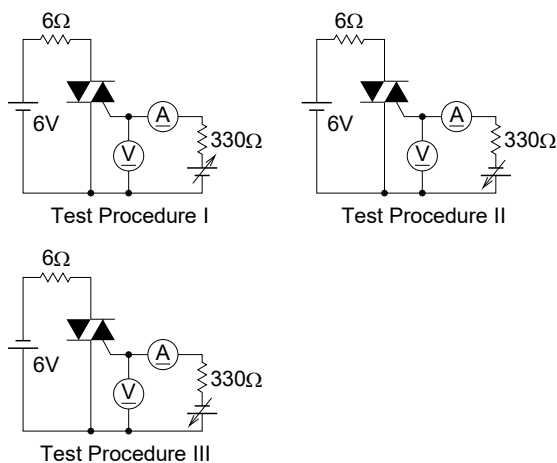 6Ω
6Ω
A
A
330Ω
330Ω
6V
V
6V
V
Test Procedure I
Test Procedure II
6Ω
A
330Ω
6V
V
Test Procedure III